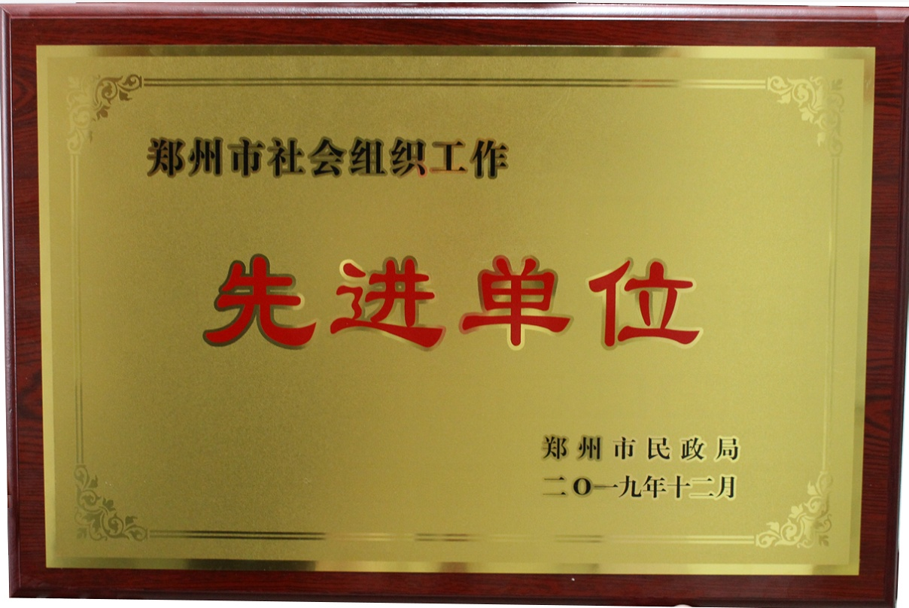 郑州市社会组织工作
先进单位
郑州市民政局
二〇一九年十二月